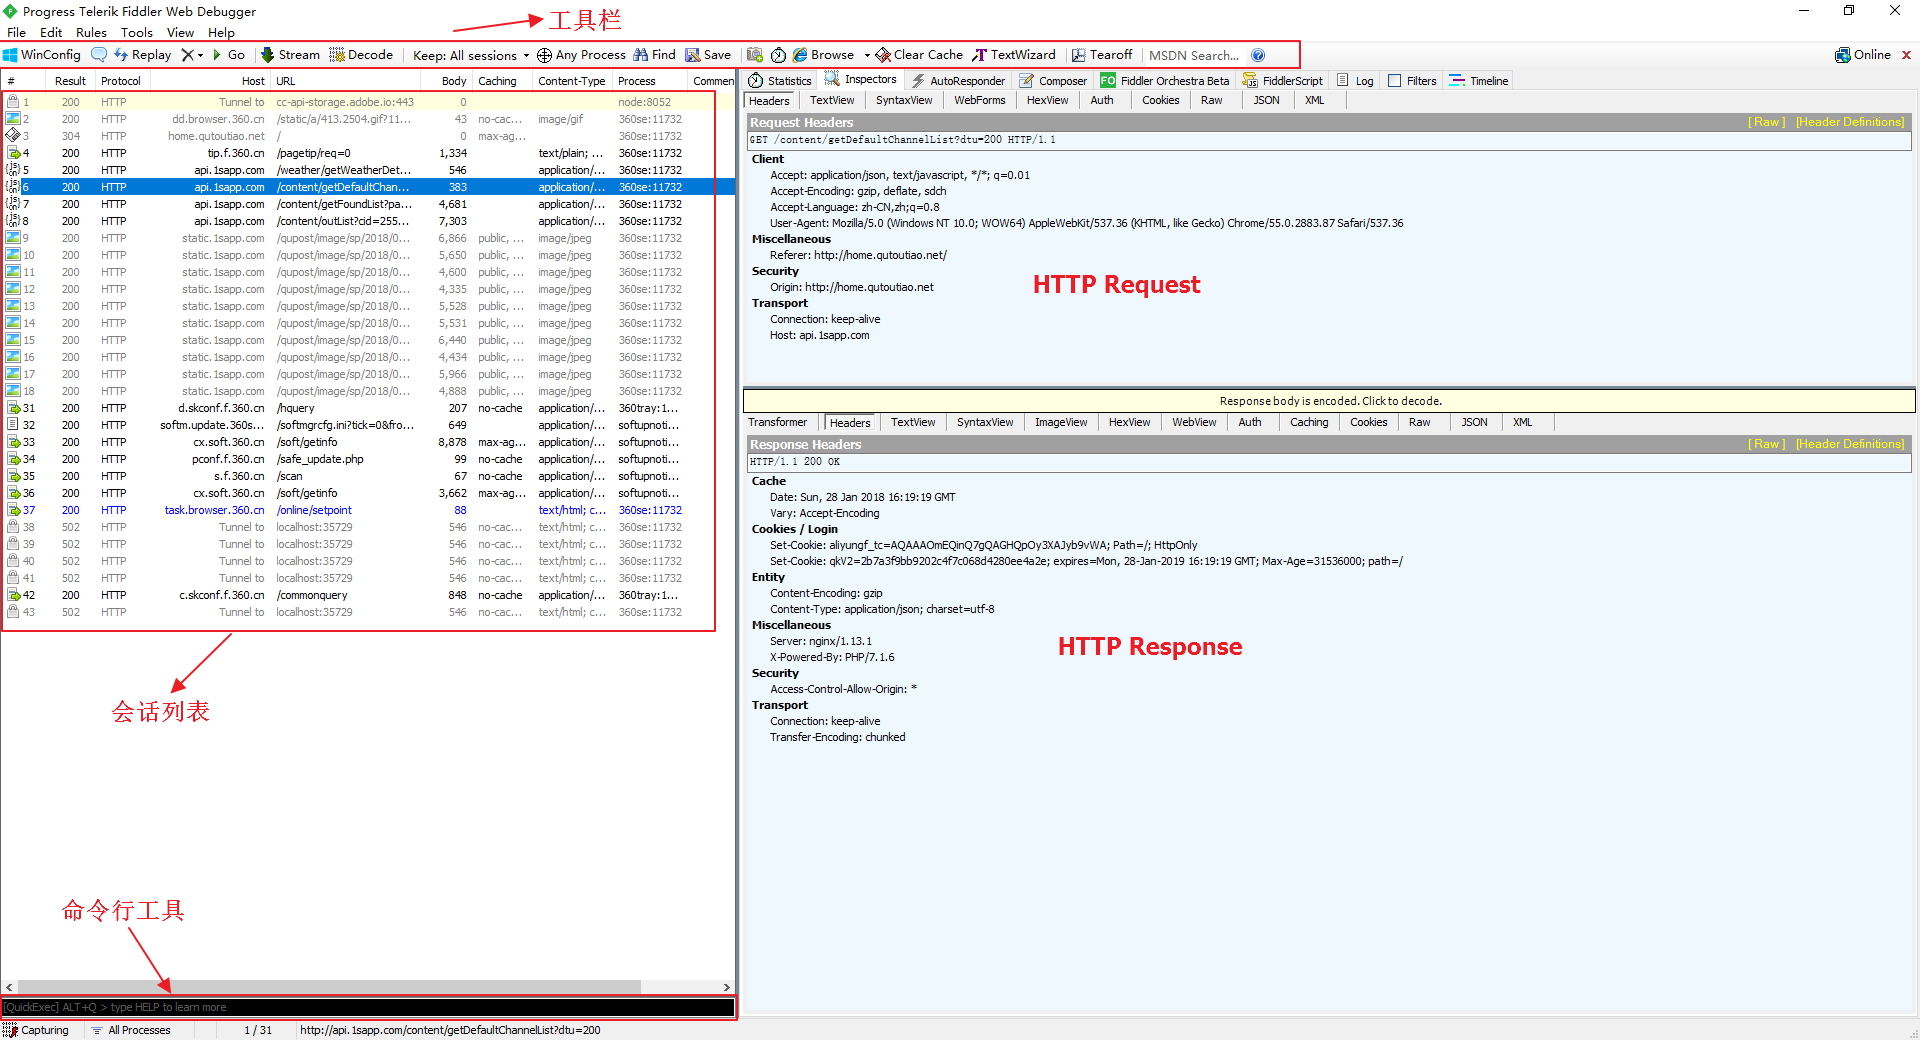 Progress Telerik Fiddler Web Debugger
File Edit Rules Tools View Help
工具栏
WinConfig Replay Go Stream Decode Keep: All sessions Any Process Find Save Browse Clear Cache TextWizard Tearoff MSDN Search... Online
# Result Protocol Host URL Body Caching Content-Type Process Commen
1 200 HTTP Tunnel to cc-api-storage.adobe.io:443 0 node:8052
2 200 HTTP dd.browser.360.cn /static/a/413.2504.gif?11... 43 no-cac... image/gif 360se:11732
3 304 HTTP home.qutoutiao.net / 0 max-ag... 360se:11732
4 200 HTTP tip.f.360.cn /pagetip/req=0 1,334 text/plain; ... 360se:11732
5 200 HTTP api.1sapp.com /weather/getWeatherDet... 546 application/... 360se:11732
6 200 HTTP api.1sapp.com /content/getDefaultChan... 383 application/... 360se:11732
7 200 HTTP api.1sapp.com /content/getFoundList?pa... 4,681 application/... 360se:11732
8 200 HTTP api.1sapp.com /content/outList?cid=255... 7,303 application/... 360se:11732
9 200 HTTP static.1sapp.com /qupost/image/sp/2018/0... 6,866 public, ... image/jpeg 360se:11732
10 200 HTTP static.1sapp.com /qupost/image/sp/2018/0... 5,650 public, ... image/jpeg 360se:11732
11 200 HTTP static.1sapp.com /qupost/image/sp/2018/0... 4,600 public, ... image/jpeg 360se:11732
12 200 HTTP static.1sapp.com /qupost/image/sp/2018/0... 4,335 public, ... image/jpeg 360se:11732
13 200 HTTP static.1sapp.com /qupost/image/sp/2018/0... 5,528 public, ... image/jpeg 360se:11732
14 200 HTTP static.1sapp.com /qupost/image/sp/2018/0... 5,531 public, ... image/jpeg 360se:11732
15 200 HTTP static.1sapp.com /qupost/image/sp/2018/0... 6,440 public, ... image/jpeg 360se:11732
16 200 HTTP static.1sapp.com /qupost/image/sp/2018/0... 4,434 public, ... image/jpeg 360se:11732
17 200 HTTP static.1sapp.com /qupost/image/sp/2018/0... 5,966 public, ... image/jpeg 360se:11732
18 200 HTTP static.1sapp.com /qupost/image/sp/2018/0... 4,888 public, ... image/jpeg 360se:11732
31 200 HTTP d.skconf.f.360.cn /hquery 207 no-cache application/... 360tray:1...
32 200 HTTP softm.update.360s... /softmgrcfg.ini?tick=0&fro... 649 application/... softupnoti...
33 200 HTTP cx.soft.360.cn /soft/getinfo 8,878 max-ag... application/... softupnoti...
34 200 HTTP pconf.f.360.cn /safe_update.php 99 no-cache application/... softupnoti...
35 200 HTTP s.f.360.cn /scan 67 no-cache application/... softupnoti...
36 200 HTTP cx.soft.360.cn /soft/getinfo 3,662 max-ag... application/... softupnoti...
37 200 HTTP task.browser.360.cn /online/setpoint 88 text/html; c... 360se:11732
38 502 HTTP Tunnel to localhost:35729 546 no-cac... text/html; c... 360se:11732
39 502 HTTP Tunnel to localhost:35729 546 no-cac... text/html; c... 360se:11732
40 502 HTTP Tunnel to localhost:35729 546 no-cac... text/html; c... 360se:11732
41 502 HTTP Tunnel to localhost:35729 546 no-cac... text/html; c... 360se:11732
42 200 HTTP c.skconf.f.360.cn /commonquery 848 no-cache application/... 360tray:1...
43 502 HTTP Tunnel to localhost:35729 546 no-cac... text/html; c... 360se:11732
会话列表
命令行工具
[QuickExec] ALT+Q > type HELP to learn more
Statistics Inspectors AutoResponder Composer FO Fiddler Orchestra Beta FiddlerScript Log Filters Timeline
Headers TextView SyntaxView WebForms HexView Auth Cookies Raw JSON XML
Request Headers [ Raw ] [Header Definitions]
GET /content/getDefaultChannelList?dtu=200 HTTP/1.1
Client
Accept: application/json, text/javascript, */*; q=0.01
Accept-Encoding: gzip, deflate, sdch
Accept-Language: zh-CN,zh;q=0.8
User-Agent: Mozilla/5.0 (Windows NT 10.0; WOW64) AppleWebKit/537.36 (KHTML, like Gecko) Chrome/55.0.2883.87 Safari/537.36
Miscellaneous
Referer: http://home.qutoutiao.net/
Security
Origin: http://home.qutoutiao.net
HTTP Request
Transport
Connection: keep-alive
Host: api.1sapp.com
Response body is encoded. Click to decode.
Transformer Headers TextView SyntaxView ImageView HexView WebView Auth Caching Cookies Raw JSON XML
Response Headers [ Raw ] [Header Definitions]
HTTP/1.1 200 OK
Cache
Date: Sun, 28 Jan 2018 16:19:19 GMT
Vary: Accept-Encoding
Cookies / Login
Set-Cookie: aliyungf_tc=AQAAAOmEQinQ7gQAGHQpOy3XAJyb9vWA; Path=/; HttpOnly
Set-Cookie: qkV2=2b7a3f9bb9202c4f7c068d4280ee4a2e; expires=Mon, 28-Jan-2019 16:19:19 GMT; Max-Age=31536000; path=/
Entity
Content-Encoding: gzip
Content-Type: application/json; charset=utf-8
Miscellaneous
Server: nginx/1.13.1
HTTP Response
X-Powered-By: PHP/7.1.6
Security
Access-Control-Allow-Origin: *
Transport
Connection: keep-alive
Transfer-Encoding: chunked
Capturing All Processes 1 / 31 http://api.1sapp.com/content/getDefaultChannelList?dtu=200